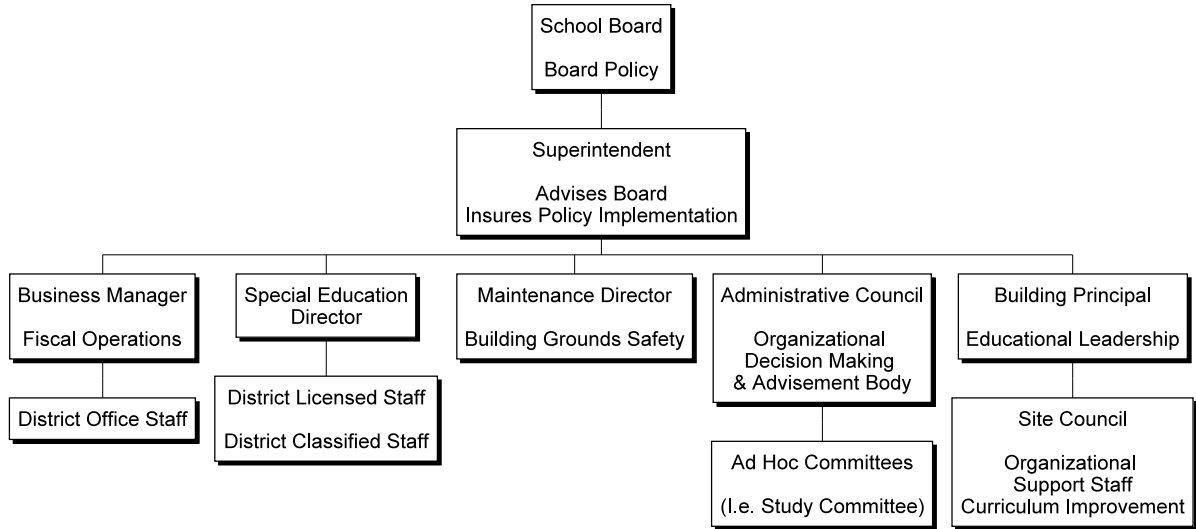 School Board
Board Policy
Superintendent
Advises Board
Insures Policy Implementation
Business Manager
Fiscal Operations
Special Education
Director
Maintenance Director
Building Grounds Safety
Administrative Council
Organizational
Decision Making
& Advisement Body
Building Principal
Educational Leadership
District Office Staff
District Licensed Staff
District Classified Staff
Ad Hoc Committees
(I.e. Study Committee)
Site Council
Organizational
Support Staff
Curriculum Improvement